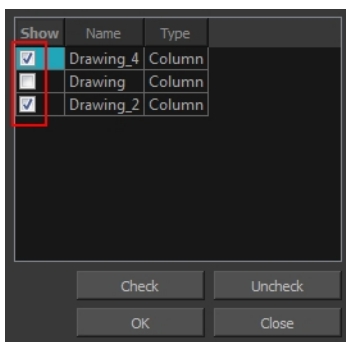 Show Name Type
Drawing_4 Column
Drawing Column
Drawing_2 Column
Check Uncheck
OK Close